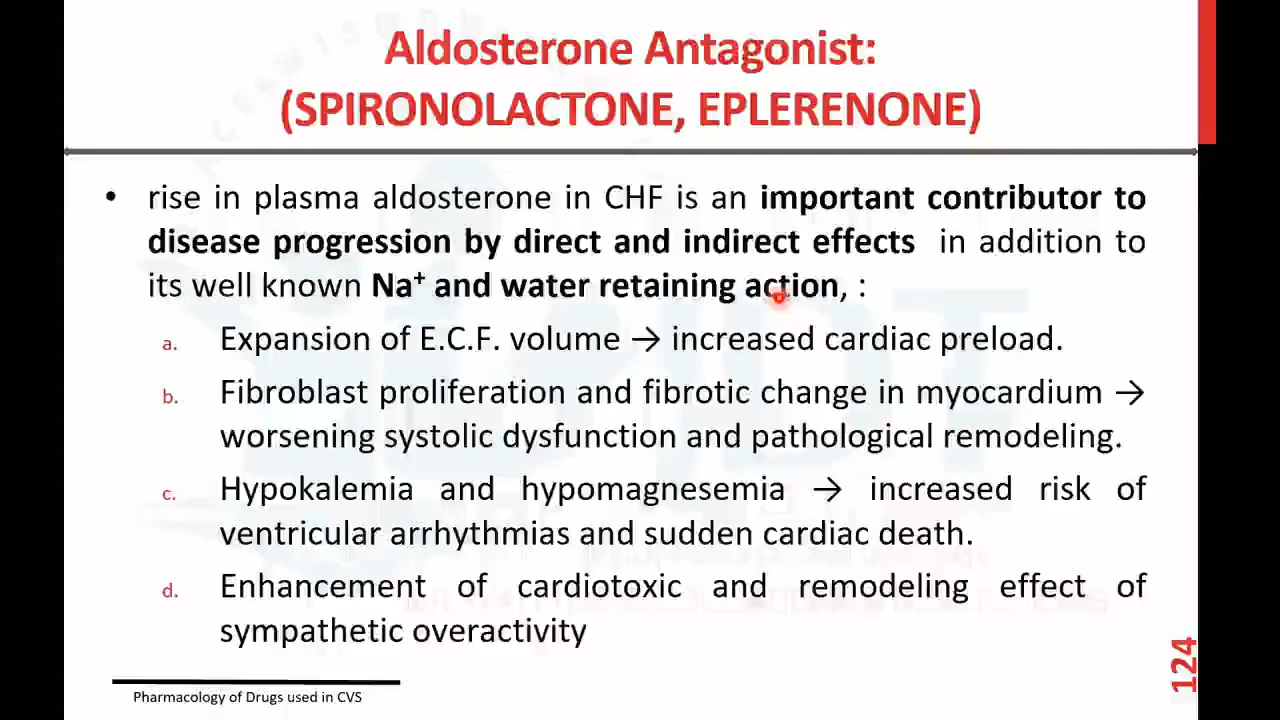 Aldosterone Antagonist:
(SPIRONOLACTONE, EPLERENONE)
• rise in plasma aldosterone in CHF is an important contributor to
disease progression by direct and indirect effects in addition to
its well known Na⁺ and water retaining action, :
a. Expansion of E.C.F. volume → increased cardiac preload.
b. Fibroblast proliferation and fibrotic change in myocardium →
worsening systolic dysfunction and pathological remodeling.
c. Hypokalemia and hypomagnesemia → increased risk of
ventricular arrhythmias and sudden cardiac death.
d. Enhancement of cardiotoxic and remodeling effect of
sympathetic overactivity
Pharmacology of Drugs used in CVS
124